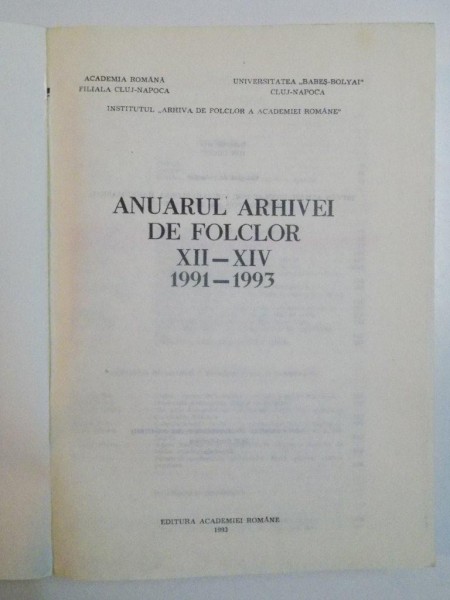 ACADEMIA ROMÂNĂ
FILIALA CLUJ-NAPOCA
UNIVERSITATEA „BABEȘ-BOLYAI"
CLUJ-NAPOCA
INSTITUTUL „ARHIVA DE FOLCLOR A ACADEMIEI ROMÂNE"
ANUARUL ARHIVEI
DE FOLCLOR
XII—XIV
1991—1993
EDITURA ACADEMIEI ROMÂNE
1993